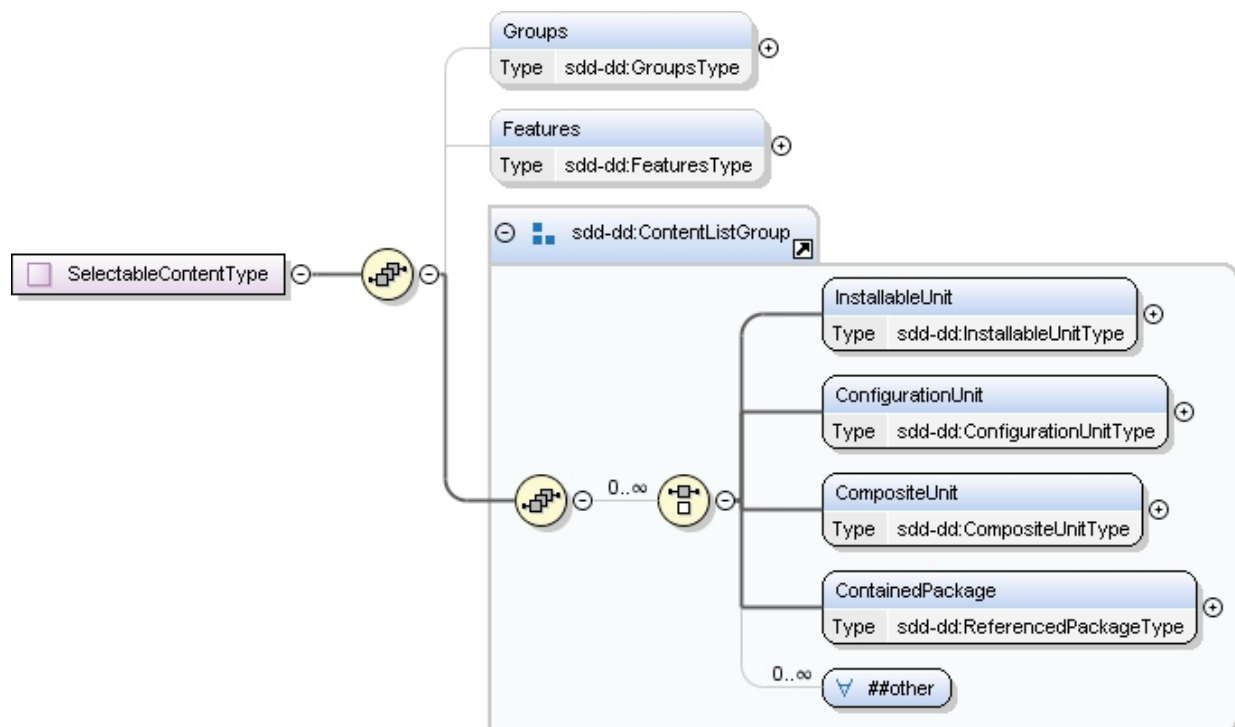 Groups
Type sdd-dd:GroupsType
Features
Type sdd-dd:FeaturesType
sdd-dd:ContentListGroup
SelectableContentType
InstallableUnit
Type sdd-dd:InstallableUnitType
ConfigurationUnit
Type sdd-dd:ConfigurationUnitType
0..∞
CompositeUnit
Type sdd-dd:CompositeUnitType
ContainedPackage
Type sdd-dd:ReferencedPackageType
0..∞
∀ ##other